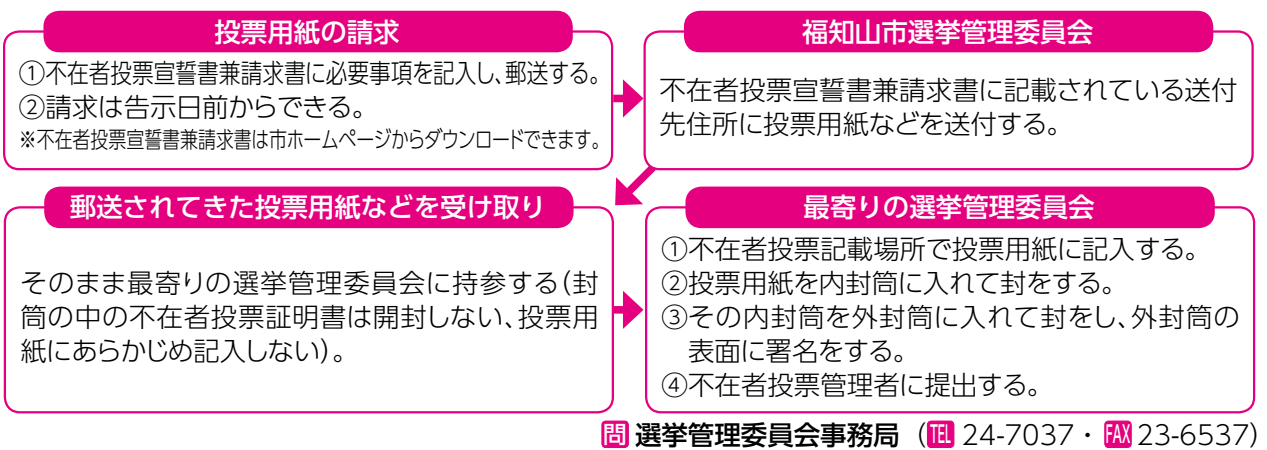 投票用紙の請求
①不在者投票宣誓書兼請求書に必要事項を記入し、郵送する。
②請求は告示日前からできる。
※不在者投票宣誓書兼請求書は市ホームページからダウンロードできます。
福知山市選挙管理委員会
不在者投票宣誓書兼請求書に記載されている送付
先住所に投票用紙などを送付する。
郵送されてきた投票用紙などを受け取り
そのまま最寄りの選挙管理委員会に持参する(封
筒の中の不在者投票証明書は開封しない、投票用
紙にあらかじめ記入しない)。
最寄りの選挙管理委員会
①不在者投票記載場所で投票用紙に記入する。
②投票用紙を内封筒に入れて封をする。
③その内封筒を外封筒に入れて封をし、外封筒の
表面に署名をする。
④不在者投票管理者に提出する。
問 選挙管理委員会事務局(TEL 24-7037・FAX 23-6537)